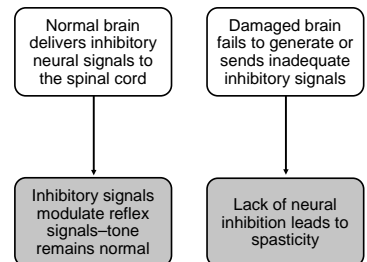 Normal brain
delivers inhibitory
neural signals to
the spinal cord
Damaged brain
fails to generate or
sends inadequate
inhibitory signals
Inhibitory signals
modulate reflex
signals–tone
remains normal
Lack of neural
inhibition leads to
spasticity